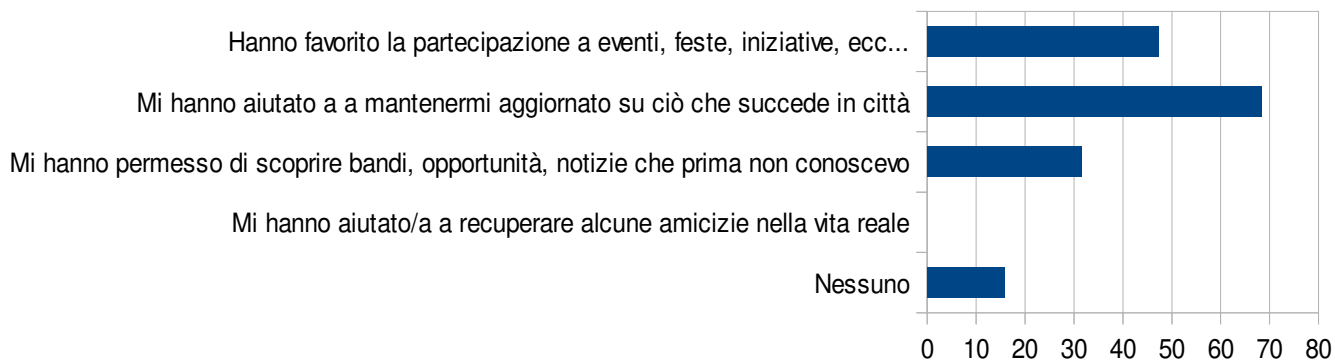 Hanno favorito la partecipazione a eventi, feste, iniziative, ecc...
Mi hanno aiutato a a mantenermi aggiornato su ciò che succede in città
Mi hanno permesso di scoprire bandi, opportunità, notizie che prima non conoscevo
Mi hanno aiutato/a a recuperare alcune amicizie nella vita reale
Nessuno
0 10 20 30 40 50 60 70 80